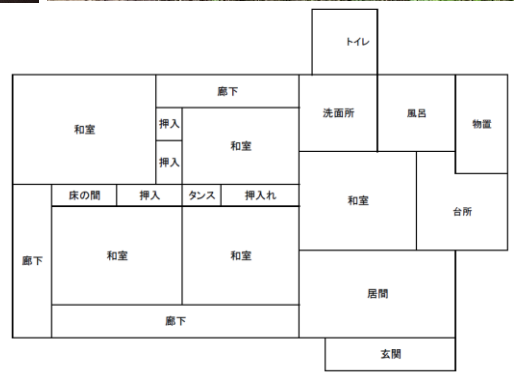 トイレ
廊下
洗面所
風呂
物置
和室
押入
和室
押入
床の間
押入
タンス
押入れ
和室
台所
廊下
和室
和室
居間
廊下
玄関